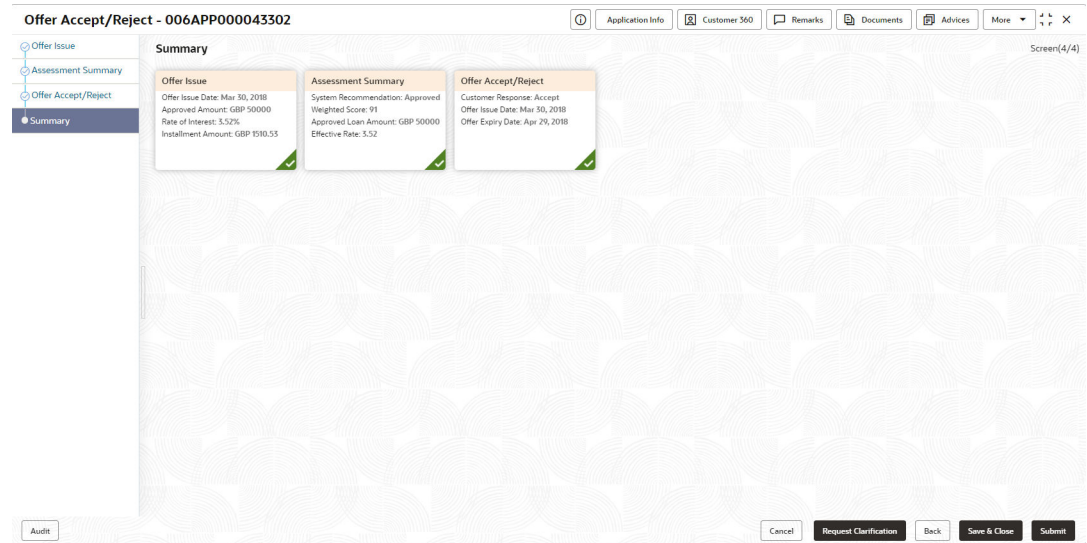 Offer Accept/Reject - 006APP000043302
Application Info
Customer 360
Remarks
Documents
Advices
More
Offer Issue
Assessment Summary
Offer Accept/Reject
Summary
Summary
Screen(4/4)
Offer Issue
Offer Issue Date: Mar 30, 2018
Approved Amount: GBP 50000
Rate of Interest: 3.52%
Installment Amount: GBP 1510.53
Assessment Summary
System Recommendation: Approved
Weighted Score: 91
Approved Loan Amount: GBP 50000
Effective Rate: 3.52
Offer Accept/Reject
Customer Response: Accept
Offer Issue Date: Mar 30, 2018
Offer Expiry Date: Apr 29, 2018
Audit
Cancel
Request Clarification
Back
Save & Close
Submit